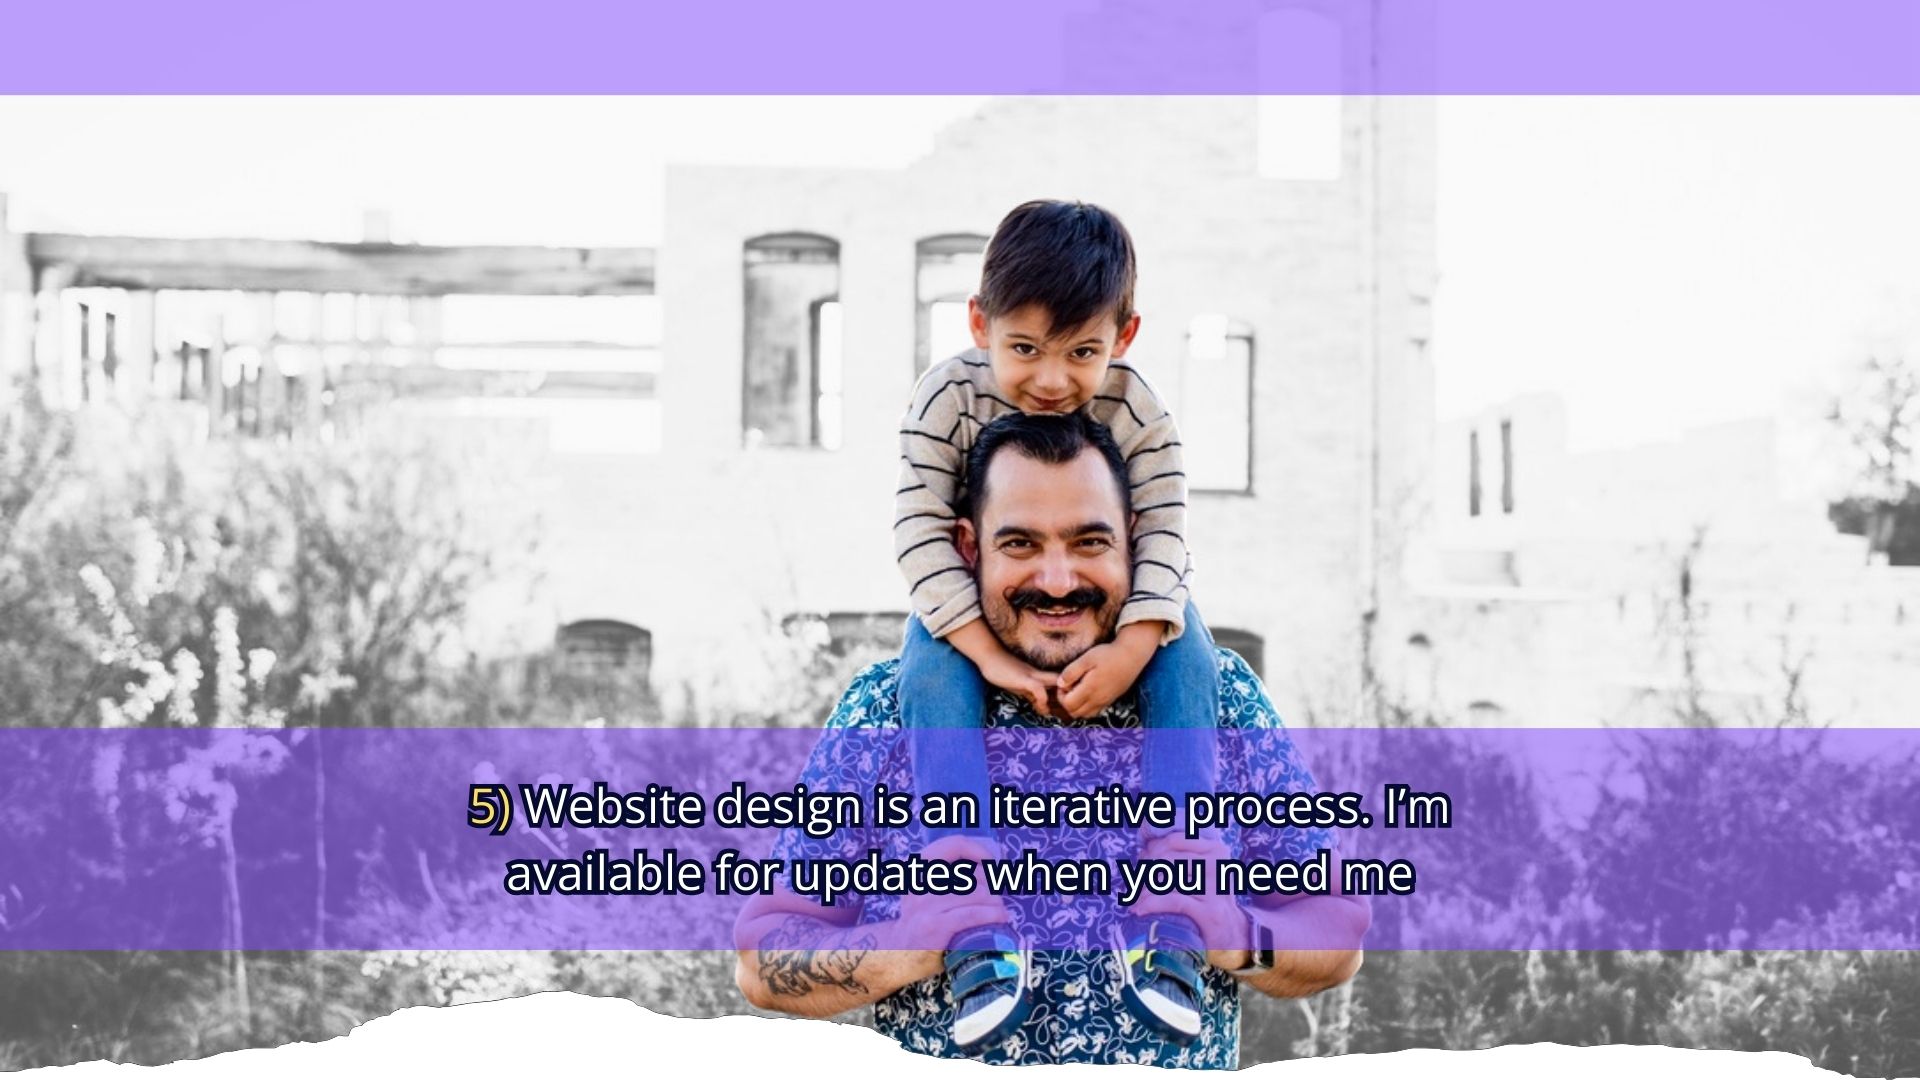 5) Website design is an iterative process. I’m
available for updates when you need me